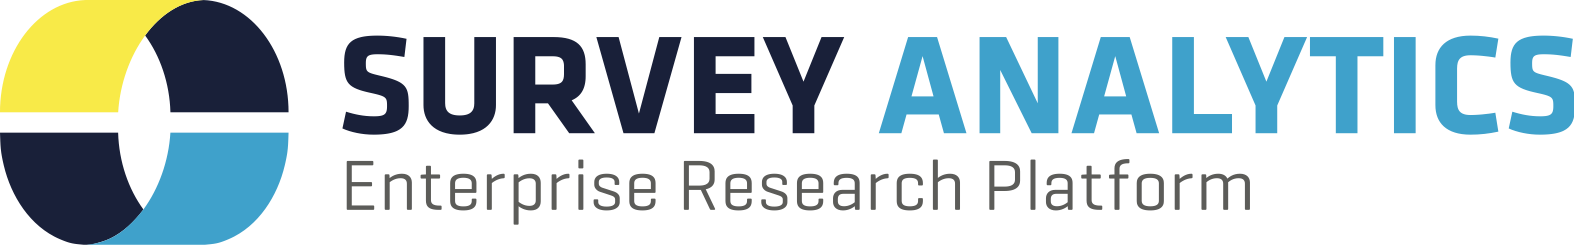 SURVEY ANALYTICS
Enterprise Research Platform